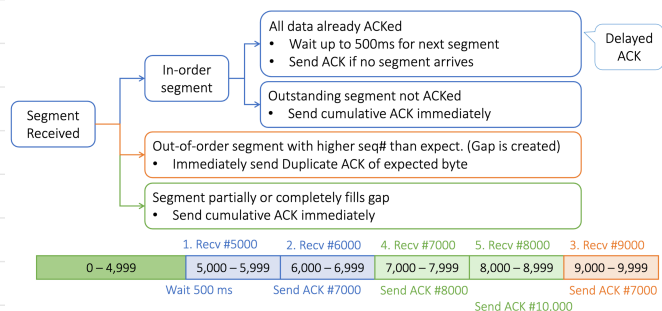 All data already ACKed
• Wait up to 500ms for next segment
• Send ACK if no segment arrives
Delayed
ACK
In-order
segment
Outstanding segment not ACKed
• Send cumulative ACK immediately
Segment
Received
Out-of-order segment with higher seq# than expect. (Gap is created)
• Immediately send Duplicate ACK of expected byte
Segment partially or completely fills gap
• Send cumulative ACK immediately
1. Recv #5000 2. Recv #6000 4. Recv #7000 5. Recv #8000 3. Recv #9000
0 – 4,999 5,000 – 5,999 6,000 – 6,999 7,000 – 7,999 8,000 – 8,999 9,000 – 9,999
Wait 500 ms Send ACK #7000 Send ACK #8000 Send ACK #7000
Send ACK #10,000